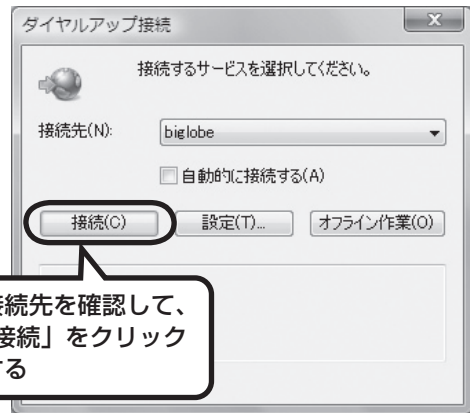 ダイヤルアップ接続
接続するサービスを選択してください。
接続先(N):
biglobe
自動的に接続する(A)
接続(C)
設定(T)...
オフライン作業(O)
接続先を確認して、
接続」をクリック
する